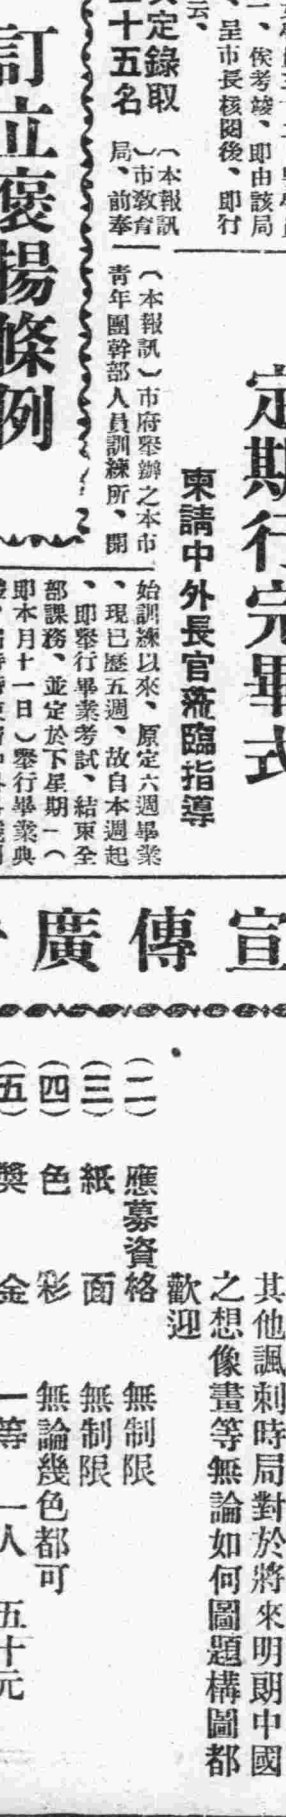 一、俟考竣、即由該局
、呈市長核閱後、即行
云、
定錄取
十五名
（本報訊
）市教育
局、前奉
訂立褒揚條例
定期行完畢式
柬請中外長官蒞臨指導
（本報訊）市府舉辦之本市
青年團幹部人員訓練所、開
始訓練以來、原定六週畢業
、現已歷五週、故自本週起
、即舉行畢業考試、結束全
部課務、並定於下星期一（
即本月十一日）舉行畢業典
宣傳廣
其他諷刺時局對於將來明朗中國
之想像畫等無論如何圖題構圖都
歡迎
（二）應募資格 無制限
（三）紙面 無制限
（四）色彩 無論幾色都可
（五）獎金 一等 一人 五十元